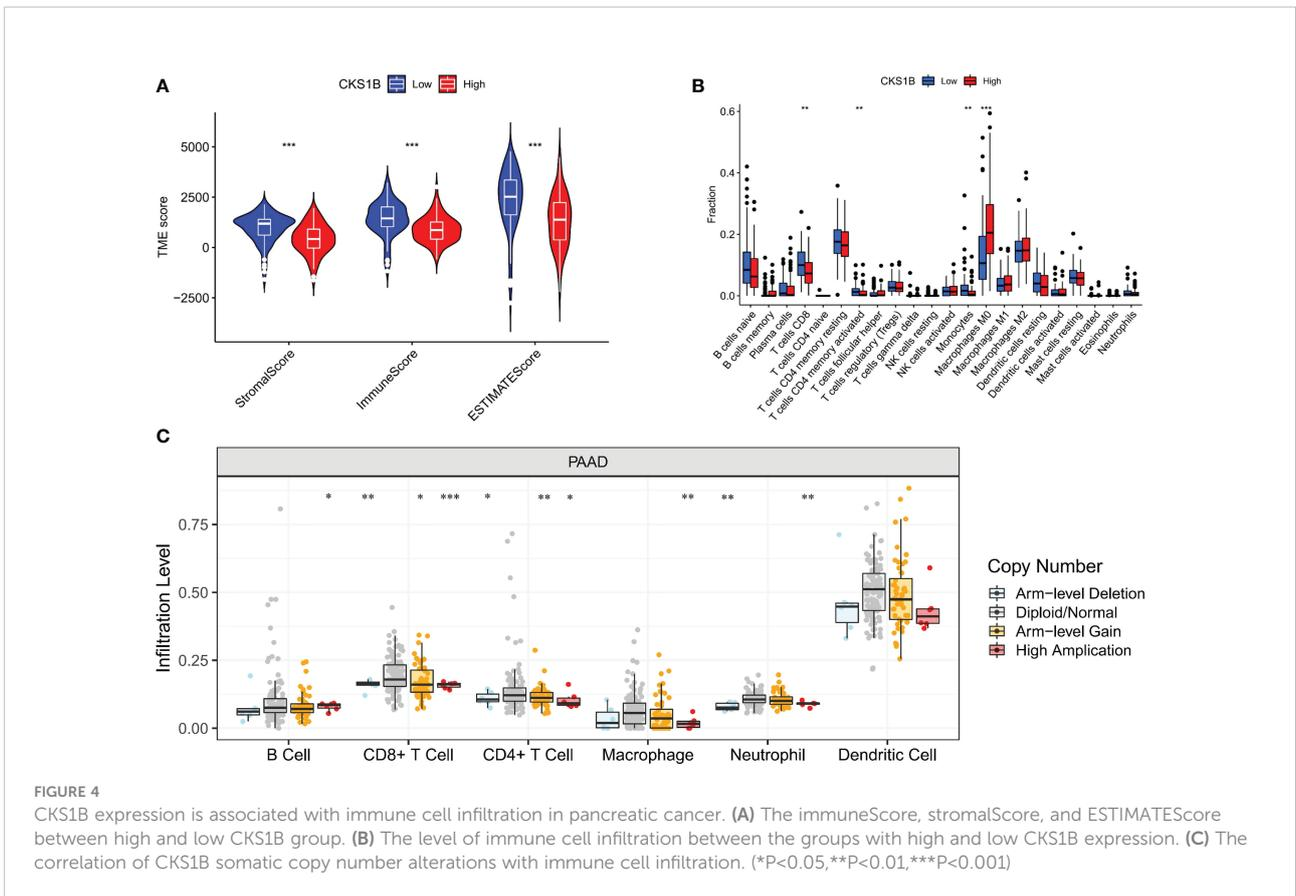 A
CKS1B Low High
TME score
5000
2500
0
−2500
*** *** ***
StromalScore
ImmuneScore
ESTIMATEScore
B
CKS1B Low High
Fraction
0.6
0.4
0.2
0.0
** ** ** ***
B cells naive
B cells memory
Plasma cells
T cells CD8
T cells CD4 naive
T cells CD4 memory resting
T cells CD4 memory activated
T cells follicular helper
T cells regulatory (Tregs)
T cells gamma delta
NK cells resting
NK cells activated
Monocytes
Macrophages M0
Macrophages M1
Macrophages M2
Dendritic cells resting
Dendritic cells activated
Mast cells resting
Mast cells activated
Eosinophils
Neutrophils
C
PAAD
* ** * *** * ** * ** ** **
Infiltration Level
0.75
0.50
0.25
0.00
B Cell CD8+ T Cell CD4+ T Cell Macrophage Neutrophil Dendritic Cell
Copy Number
Arm−level Deletion
Diploid/Normal
Arm−level Gain
High Amplication
FIGURE 4
CKS1B expression is associated with immune cell infiltration in pancreatic cancer. (A) The immuneScore, stromalScore, and ESTIMATEScore
between high and low CKS1B group. (B) The level of immune cell infiltration between the groups with high and low CKS1B expression. (C) The
correlation of CKS1B somatic copy number alterations with immune cell infiltration. (*P<0.05,**P<0.01,***P<0.001)